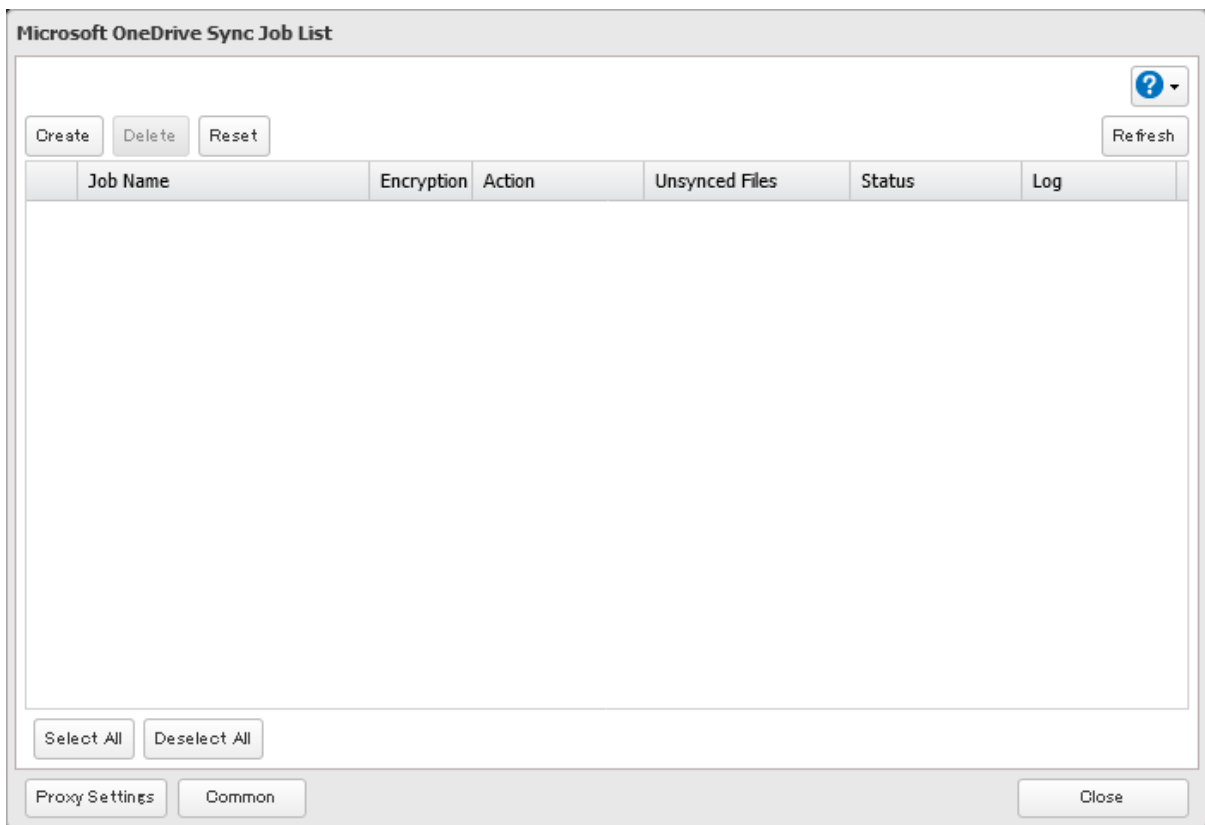 Microsoft OneDrive Sync Job List
?
Create Delete Reset Refresh
Job Name Encryption Action Unsynced Files Status Log
Select All Deselect All
Proxy Settings Common Close